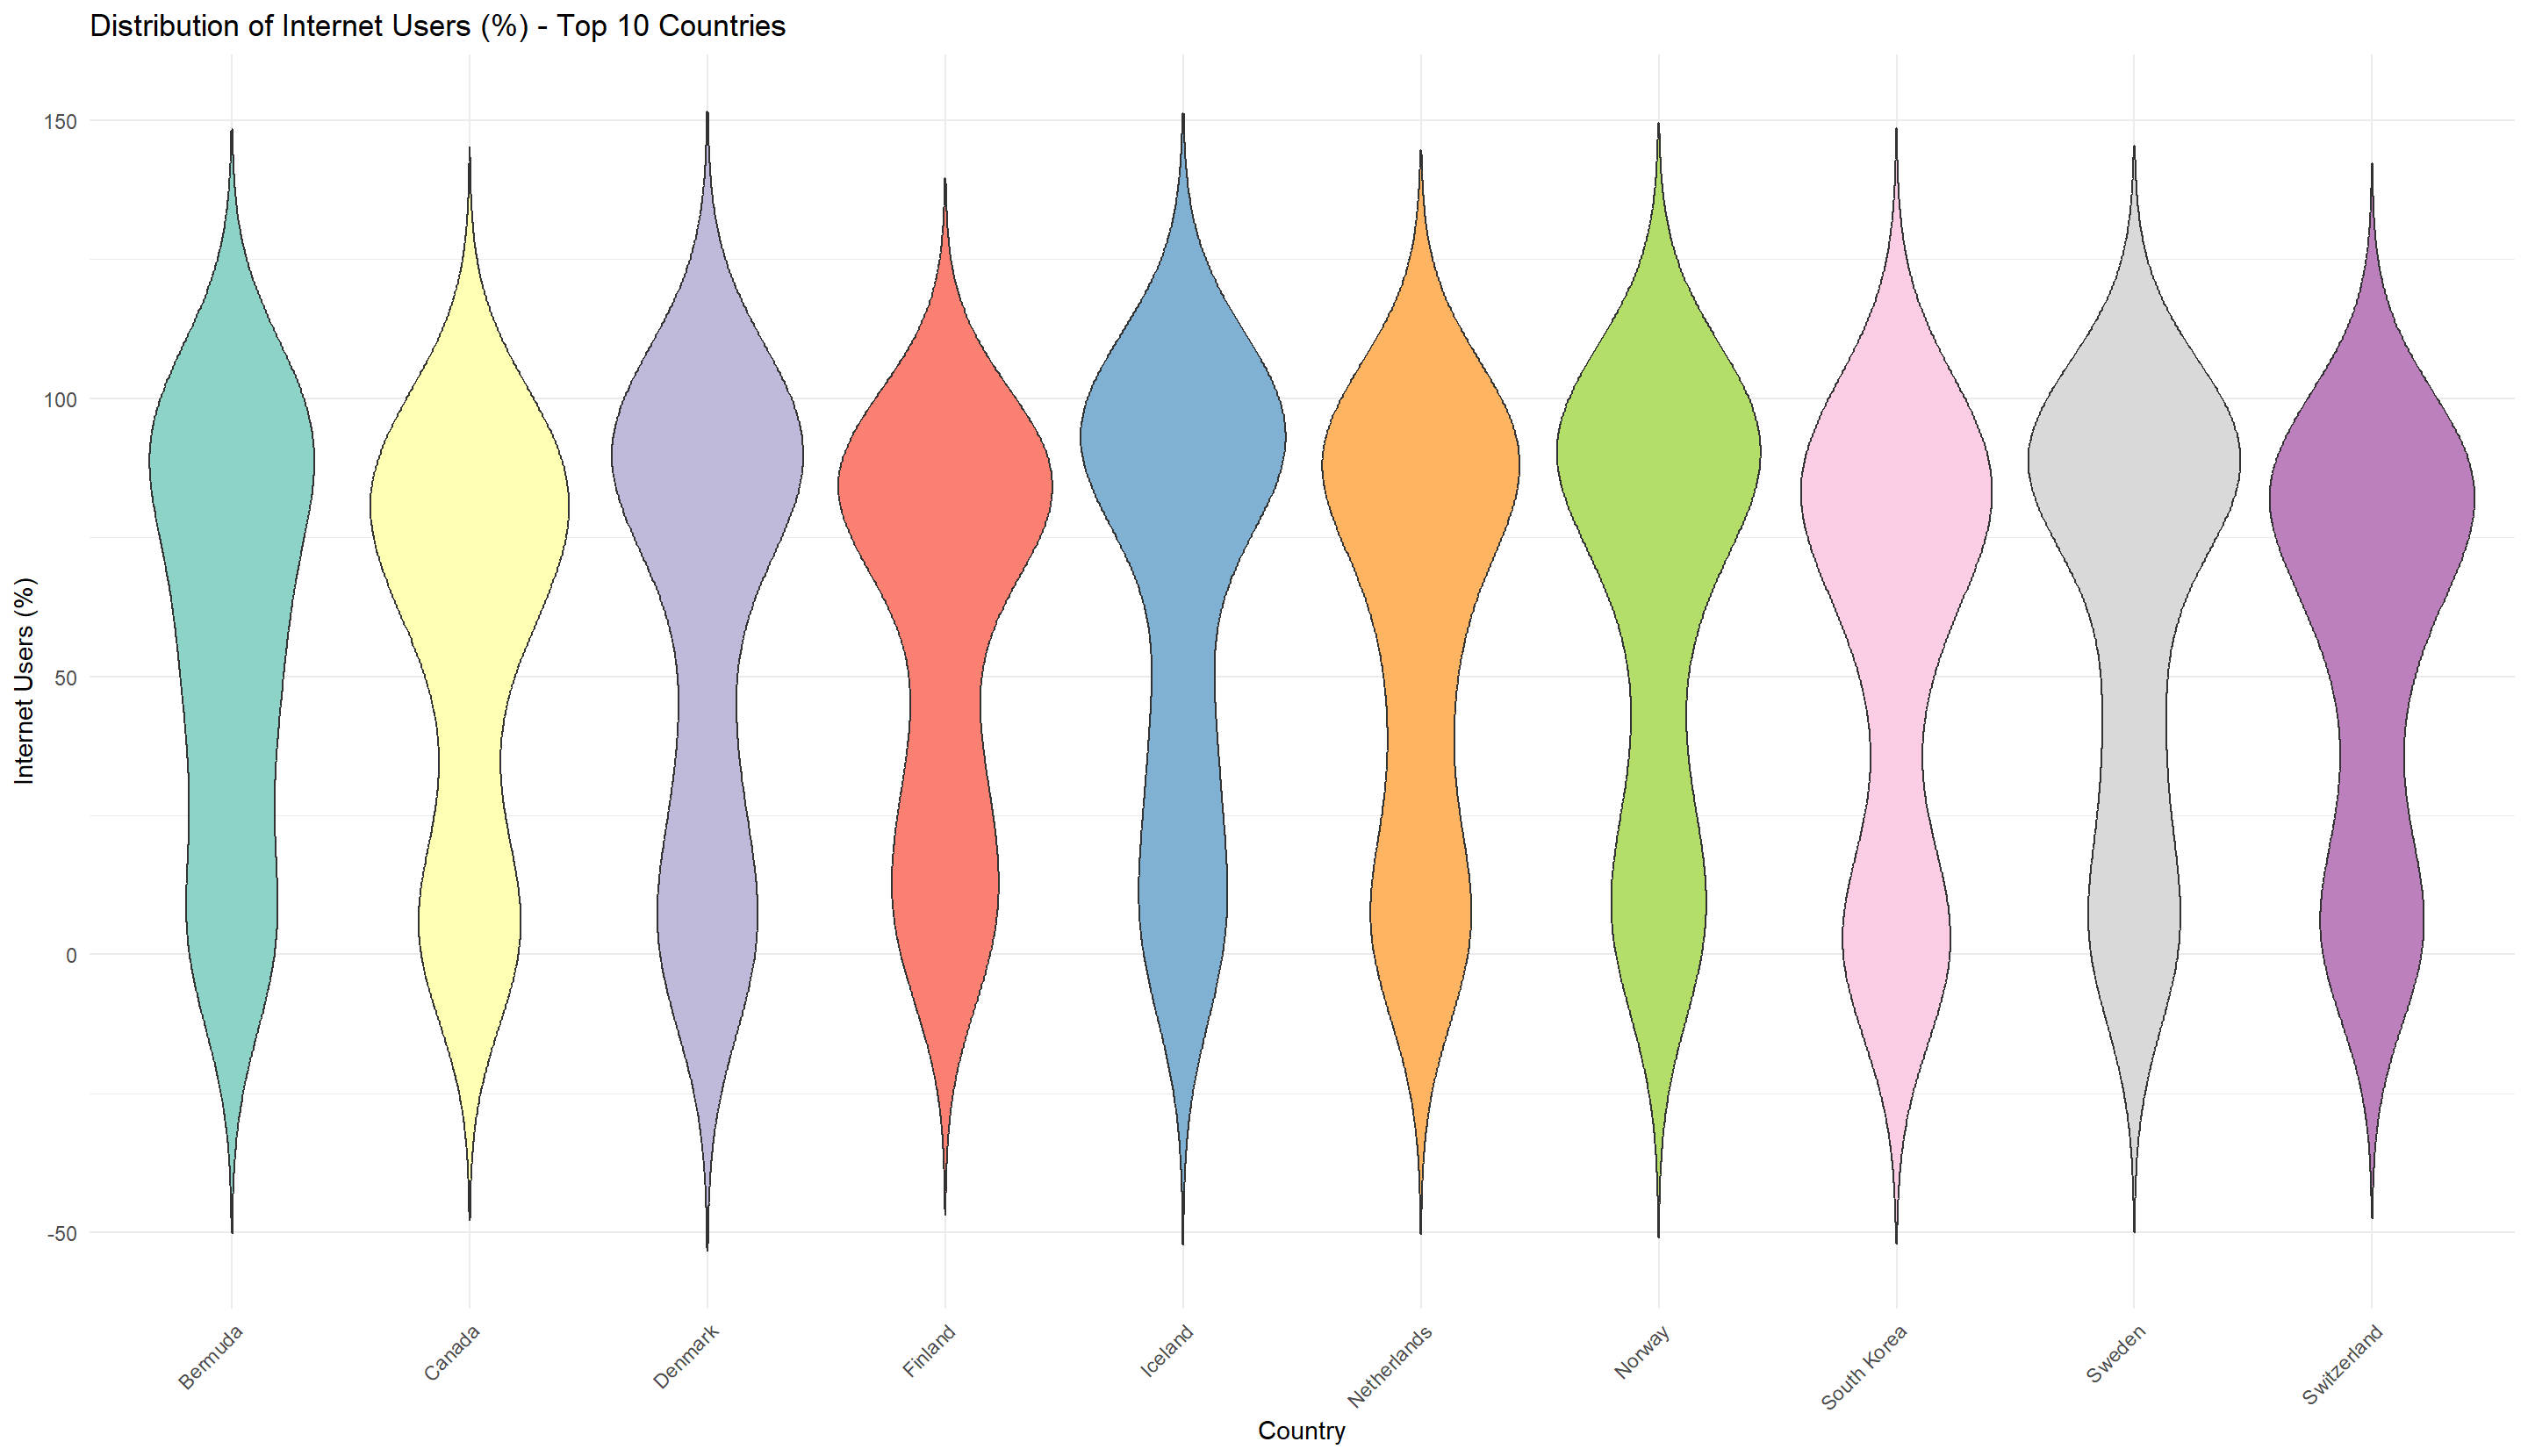 Distribution of Internet Users (%) - Top 10 Countries
Internet Users (%)
150
100
50
0
-50
Bermuda
Canada
Denmark
Finland
Iceland
Netherlands
Norway
South Korea
Sweden
Switzerland
Country